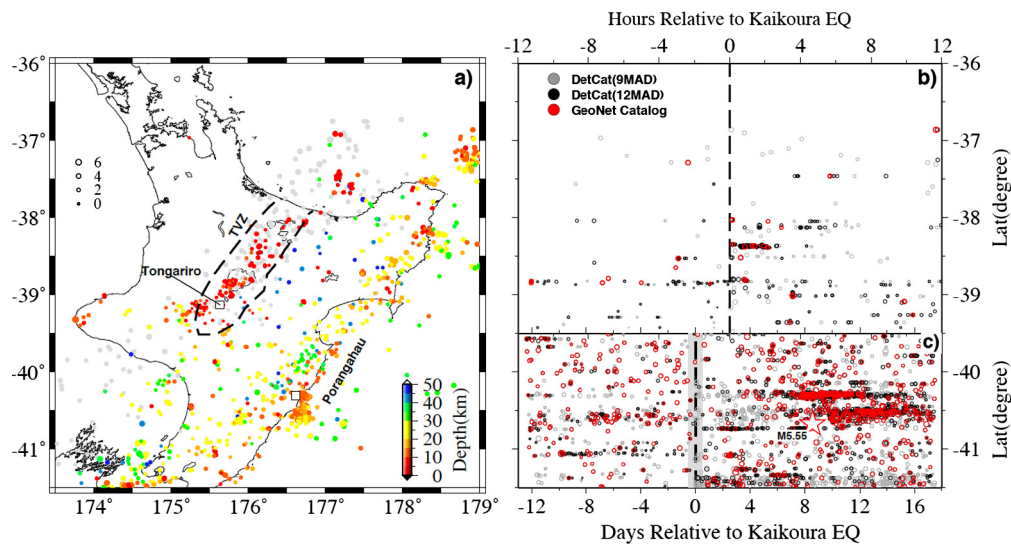 Hours Relative to Kaikoura EQ
-12 -8 -4 0 4 8 12
-36°
-37°
-38°
-39°
-40°
-41°
a)
6
4
2
0
TVZ
Tongariro
Porangahau
50
40
30
20
10
0
Depth(km)
174° 175° 176° 177° 178° 179°
b)
DetCat(9MAD)
DetCat(12MAD)
GeoNet Catalog
-36
-37
-38
-39
Lat(degree)
c)
M5.55
-40
-41
Lat(degree)
-12 -8 -4 0 4 8 12 16
Days Relative to Kaikoura EQ